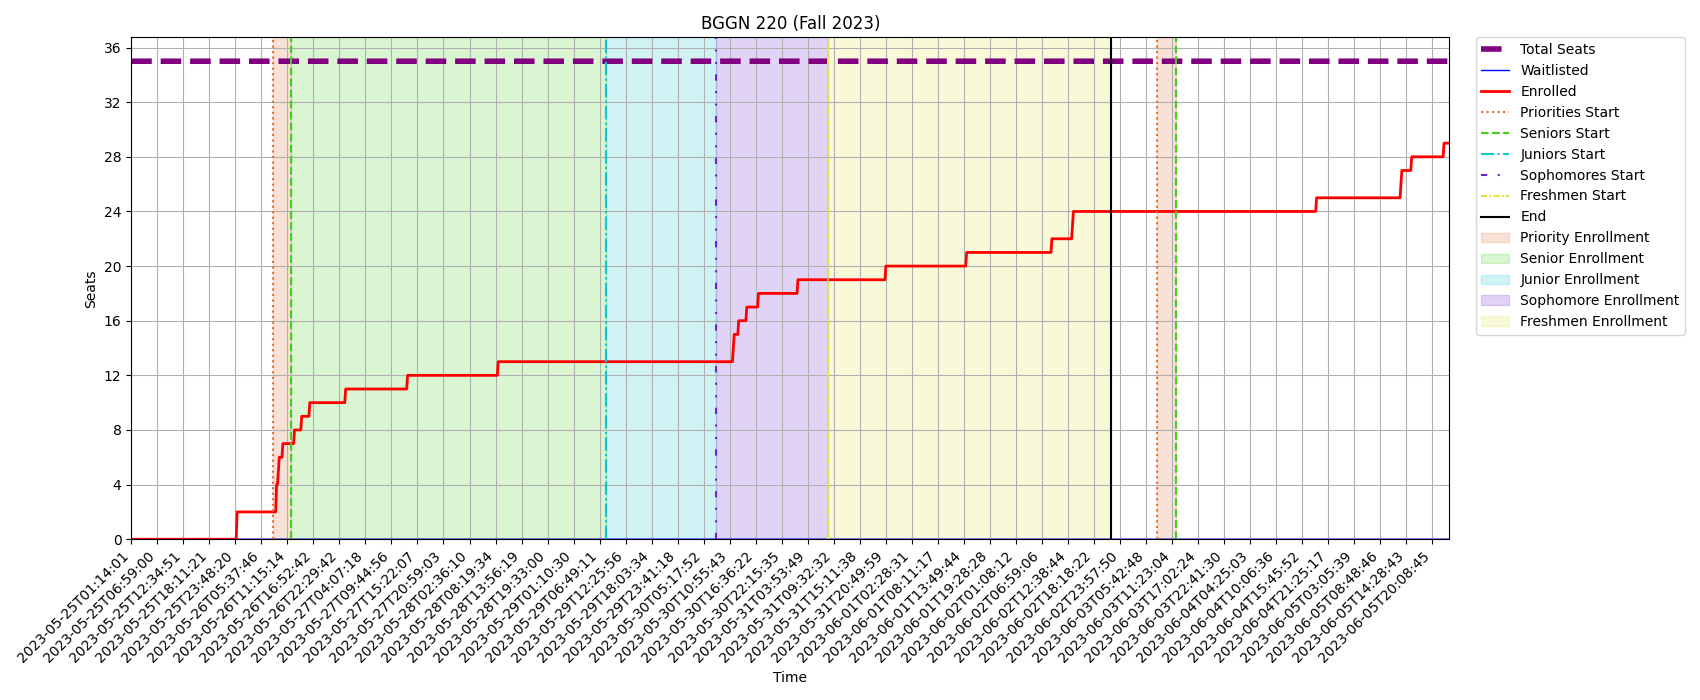 BGGN 220 (Fall 2023)
36
32
28
24
20
16
12
8
4
0
Seats
2023-05-25T01:14:01
2023-05-25T06:59:00
2023-05-25T12:34:51
2023-05-25T18:11:21
2023-05-25T23:48:20
2023-05-26T05:37:46
2023-05-26T11:15:14
2023-05-26T16:52:42
2023-05-26T22:29:42
2023-05-27T04:07:18
2023-05-27T09:44:56
2023-05-27T15:22:07
2023-05-27T20:59:03
2023-05-28T02:36:10
2023-05-28T08:19:34
2023-05-28T13:56:19
2023-05-28T19:33:00
2023-05-29T01:10:30
2023-05-29T06:49:11
2023-05-29T12:25:56
2023-05-29T18:03:34
2023-05-29T23:41:18
2023-05-30T05:17:52
2023-05-30T10:55:43
2023-05-30T16:36:22
2023-05-30T22:15:35
2023-05-31T03:53:49
2023-05-31T09:32:32
2023-05-31T15:11:38
2023-05-31T20:49:59
2023-06-01T02:28:31
2023-06-01T08:11:17
2023-06-01T13:49:44
2023-06-01T19:28:28
2023-06-02T01:08:12
2023-06-02T06:59:06
2023-06-02T12:38:44
2023-06-02T18:18:22
2023-06-02T23:57:50
2023-06-03T05:42:48
2023-06-03T11:23:04
2023-06-03T17:02:24
2023-06-03T22:41:30
2023-06-04T04:25:03
2023-06-04T10:06:36
2023-06-04T15:45:52
2023-06-04T21:25:17
2023-06-05T03:05:39
2023-06-05T08:48:46
2023-06-05T14:28:43
2023-06-05T20:08:45
Time
Total Seats
Waitlisted
Enrolled
Priorities Start
Seniors Start
Juniors Start
Sophomores Start
Freshmen Start
End
Priority Enrollment
Senior Enrollment
Junior Enrollment
Sophomore Enrollment
Freshmen Enrollment